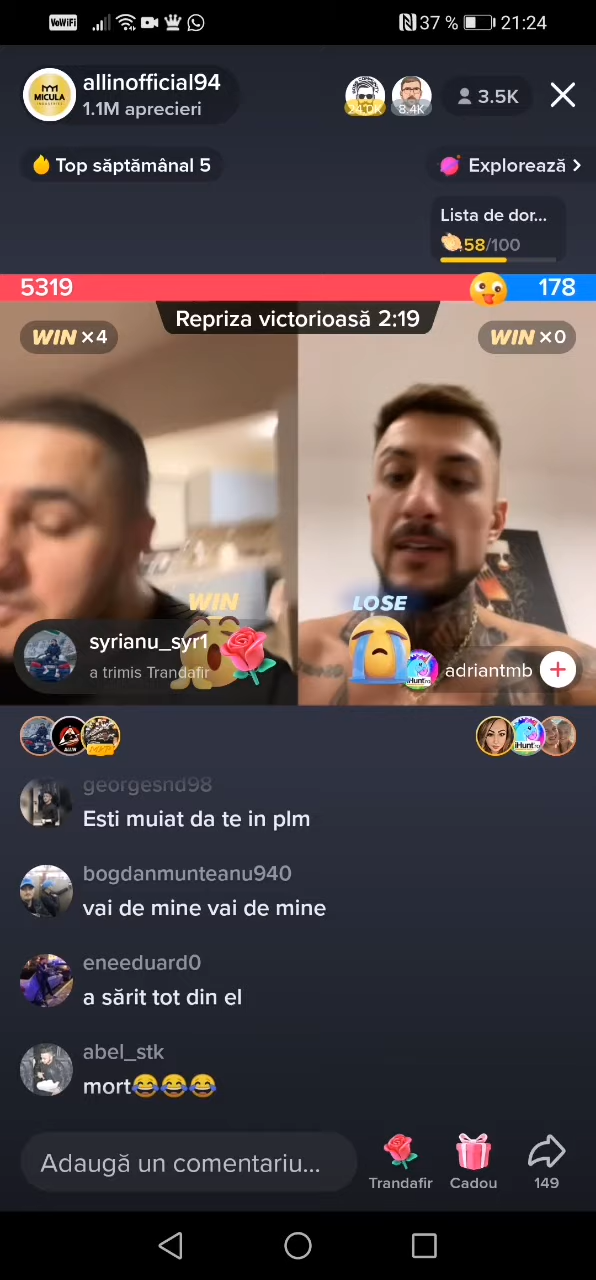 VoWiFi
37 %
21:24
MICULA
allinofficial94
1.1M aprecieri
8.4K
3.5K
Top săptămânal 5
Explorează
Lista de dor...
58/100
5319
178
Repriza victorioasă 2:19
WIN ×4
WIN ×0
WIN
LOSE
syrianu_syr1
a trimis Trandafir
iHunt.ro
adriantmb
georgesnd98
Esti muiat da te in plm
bogdanmunteanu940
vai de mine vai de mine
eneeduard0
a sărit tot din el
abel_stk
mort😂😂😂
Adaugă un comentariu...
Trandafir
Cadou
149